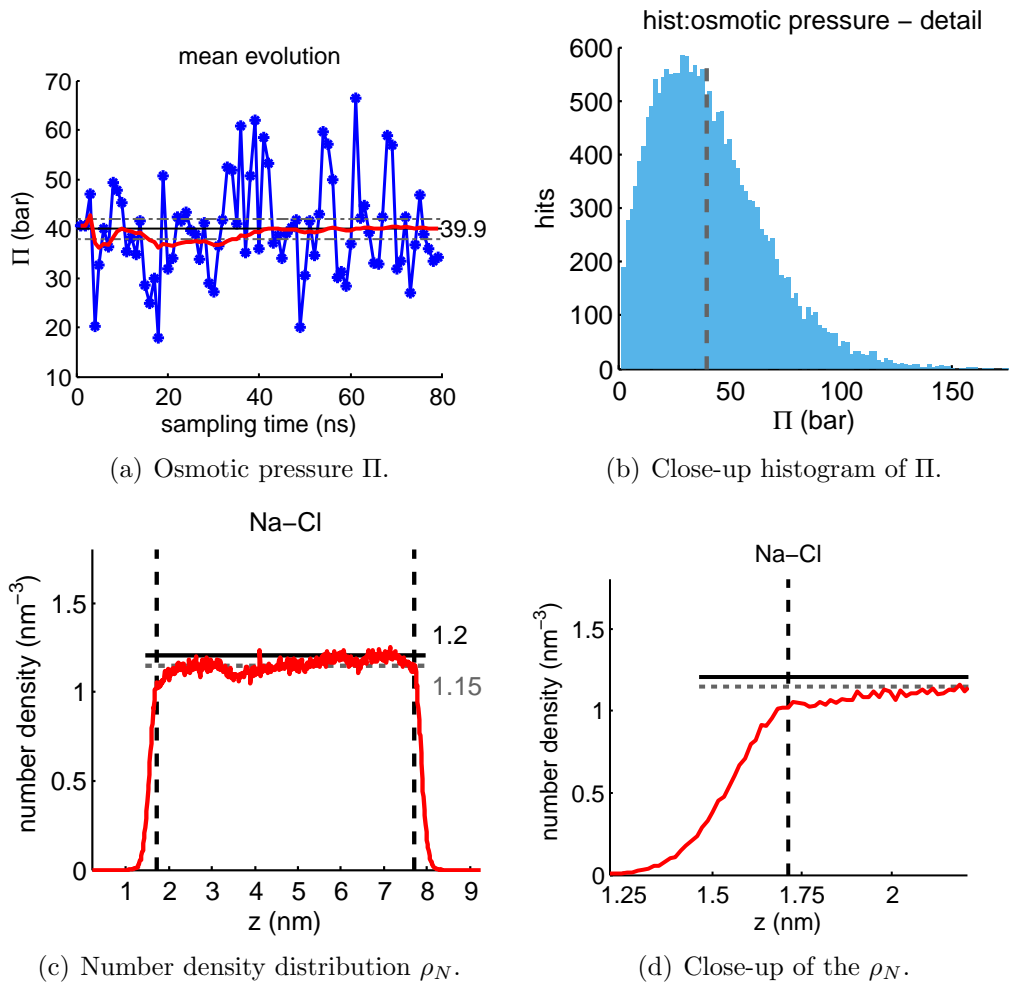 mean evolution
70
60
50
40
30
20
10
0
20
40
60
80
39.9
Π (bar)
sampling time (ns)
(a) Osmotic pressure Π.
hist:osmotic pressure − detail
600
500
400
300
200
100
0
0
50
100
150
hits
Π (bar)
(b) Close-up histogram of Π.
Na−Cl
1.5
1
0.5
0
1 2 3 4 5 6 7 8 9
1.2
1.15
number density (nm⁻³)
z (nm)
(c) Number density distribution ρ_N.
Na−Cl
1.5
1
0.5
0
1.25 1.5 1.75 2
number density (nm⁻³)
z (nm)
(d) Close-up of the ρ_N.